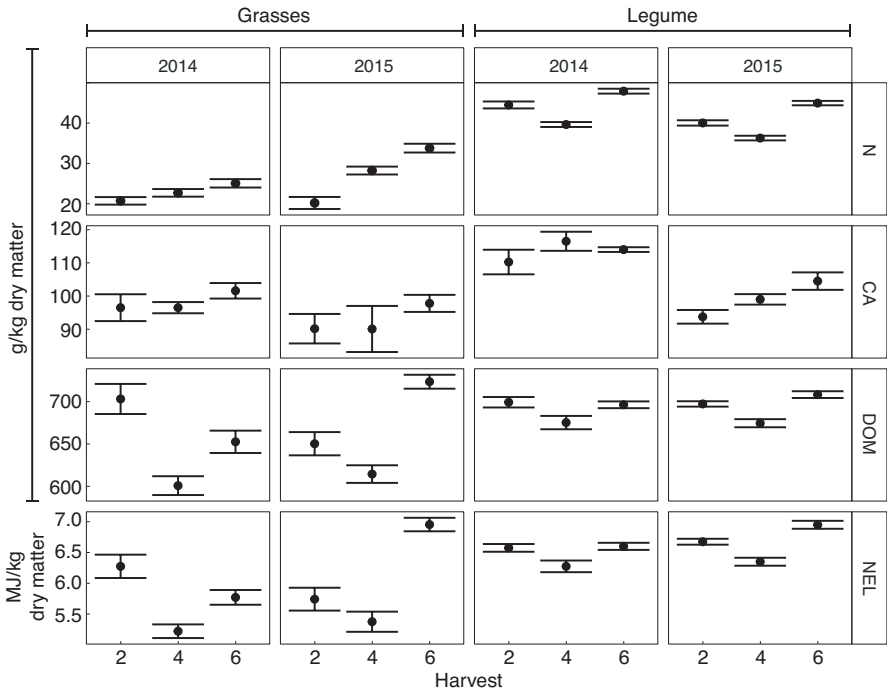 Grasses Legume
2014 2015 2014 2015
40
30
20
N
120
110
100
90
CA
g/kg dry matter
700
650
600
DOM
7.0
6.5
6.0
5.5
MJ/kg
dry matter
NEL
2 4 6 2 4 6 2 4 6 2 4 6
Harvest